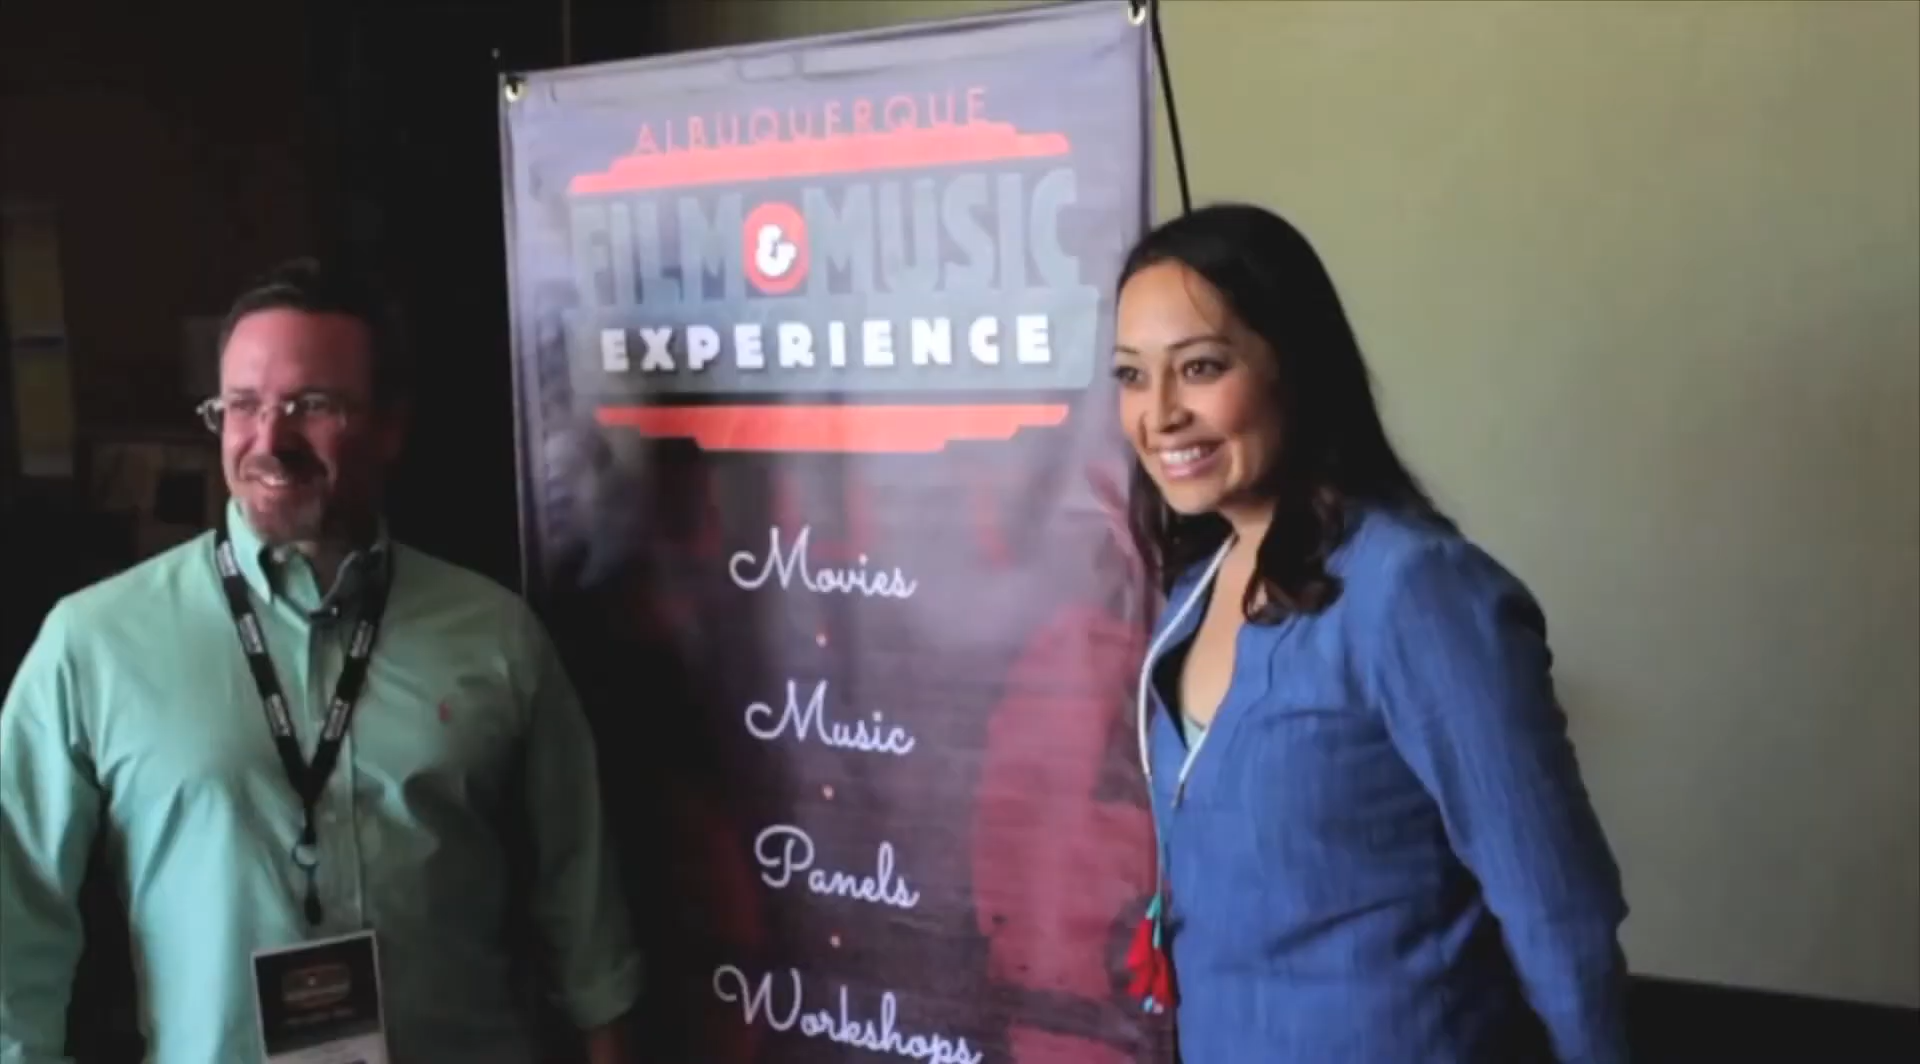 ALBUQUERQUE
FILM & MUSIC
EXPERIENCE
Movies
Music
Panels
Workshops